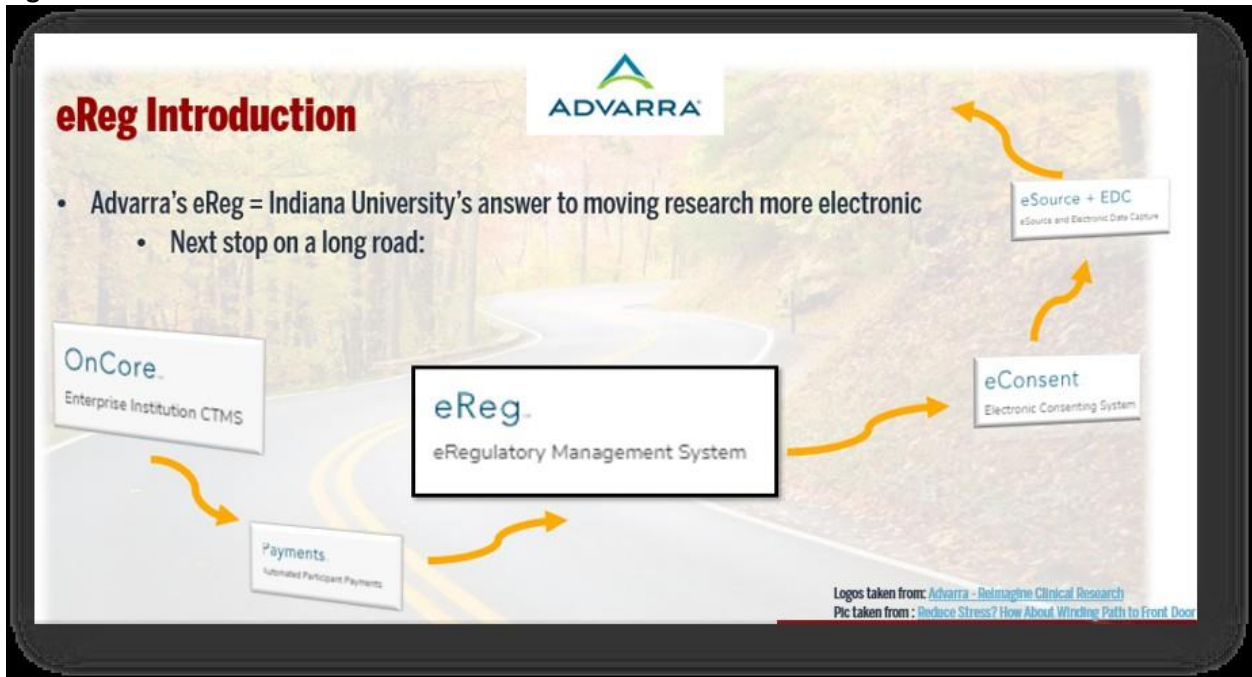 eReg Introduction
ADVARRA
• Advarra's eReg = Indiana University's answer to moving research more electronic
• Next stop on a long road:
eSource + EDC
eSource and Electronic Data Capture
OnCore
Enterprise Institution CTMS
eReg
eRegulatory Management System
eConsent
Electronic Consenting System
Payments
Automated Participant Payments
Logos taken from: Advarra - Reimagine Clinical Research
Pic taken from : Reduce Stress? How About Winding Path to Front Door